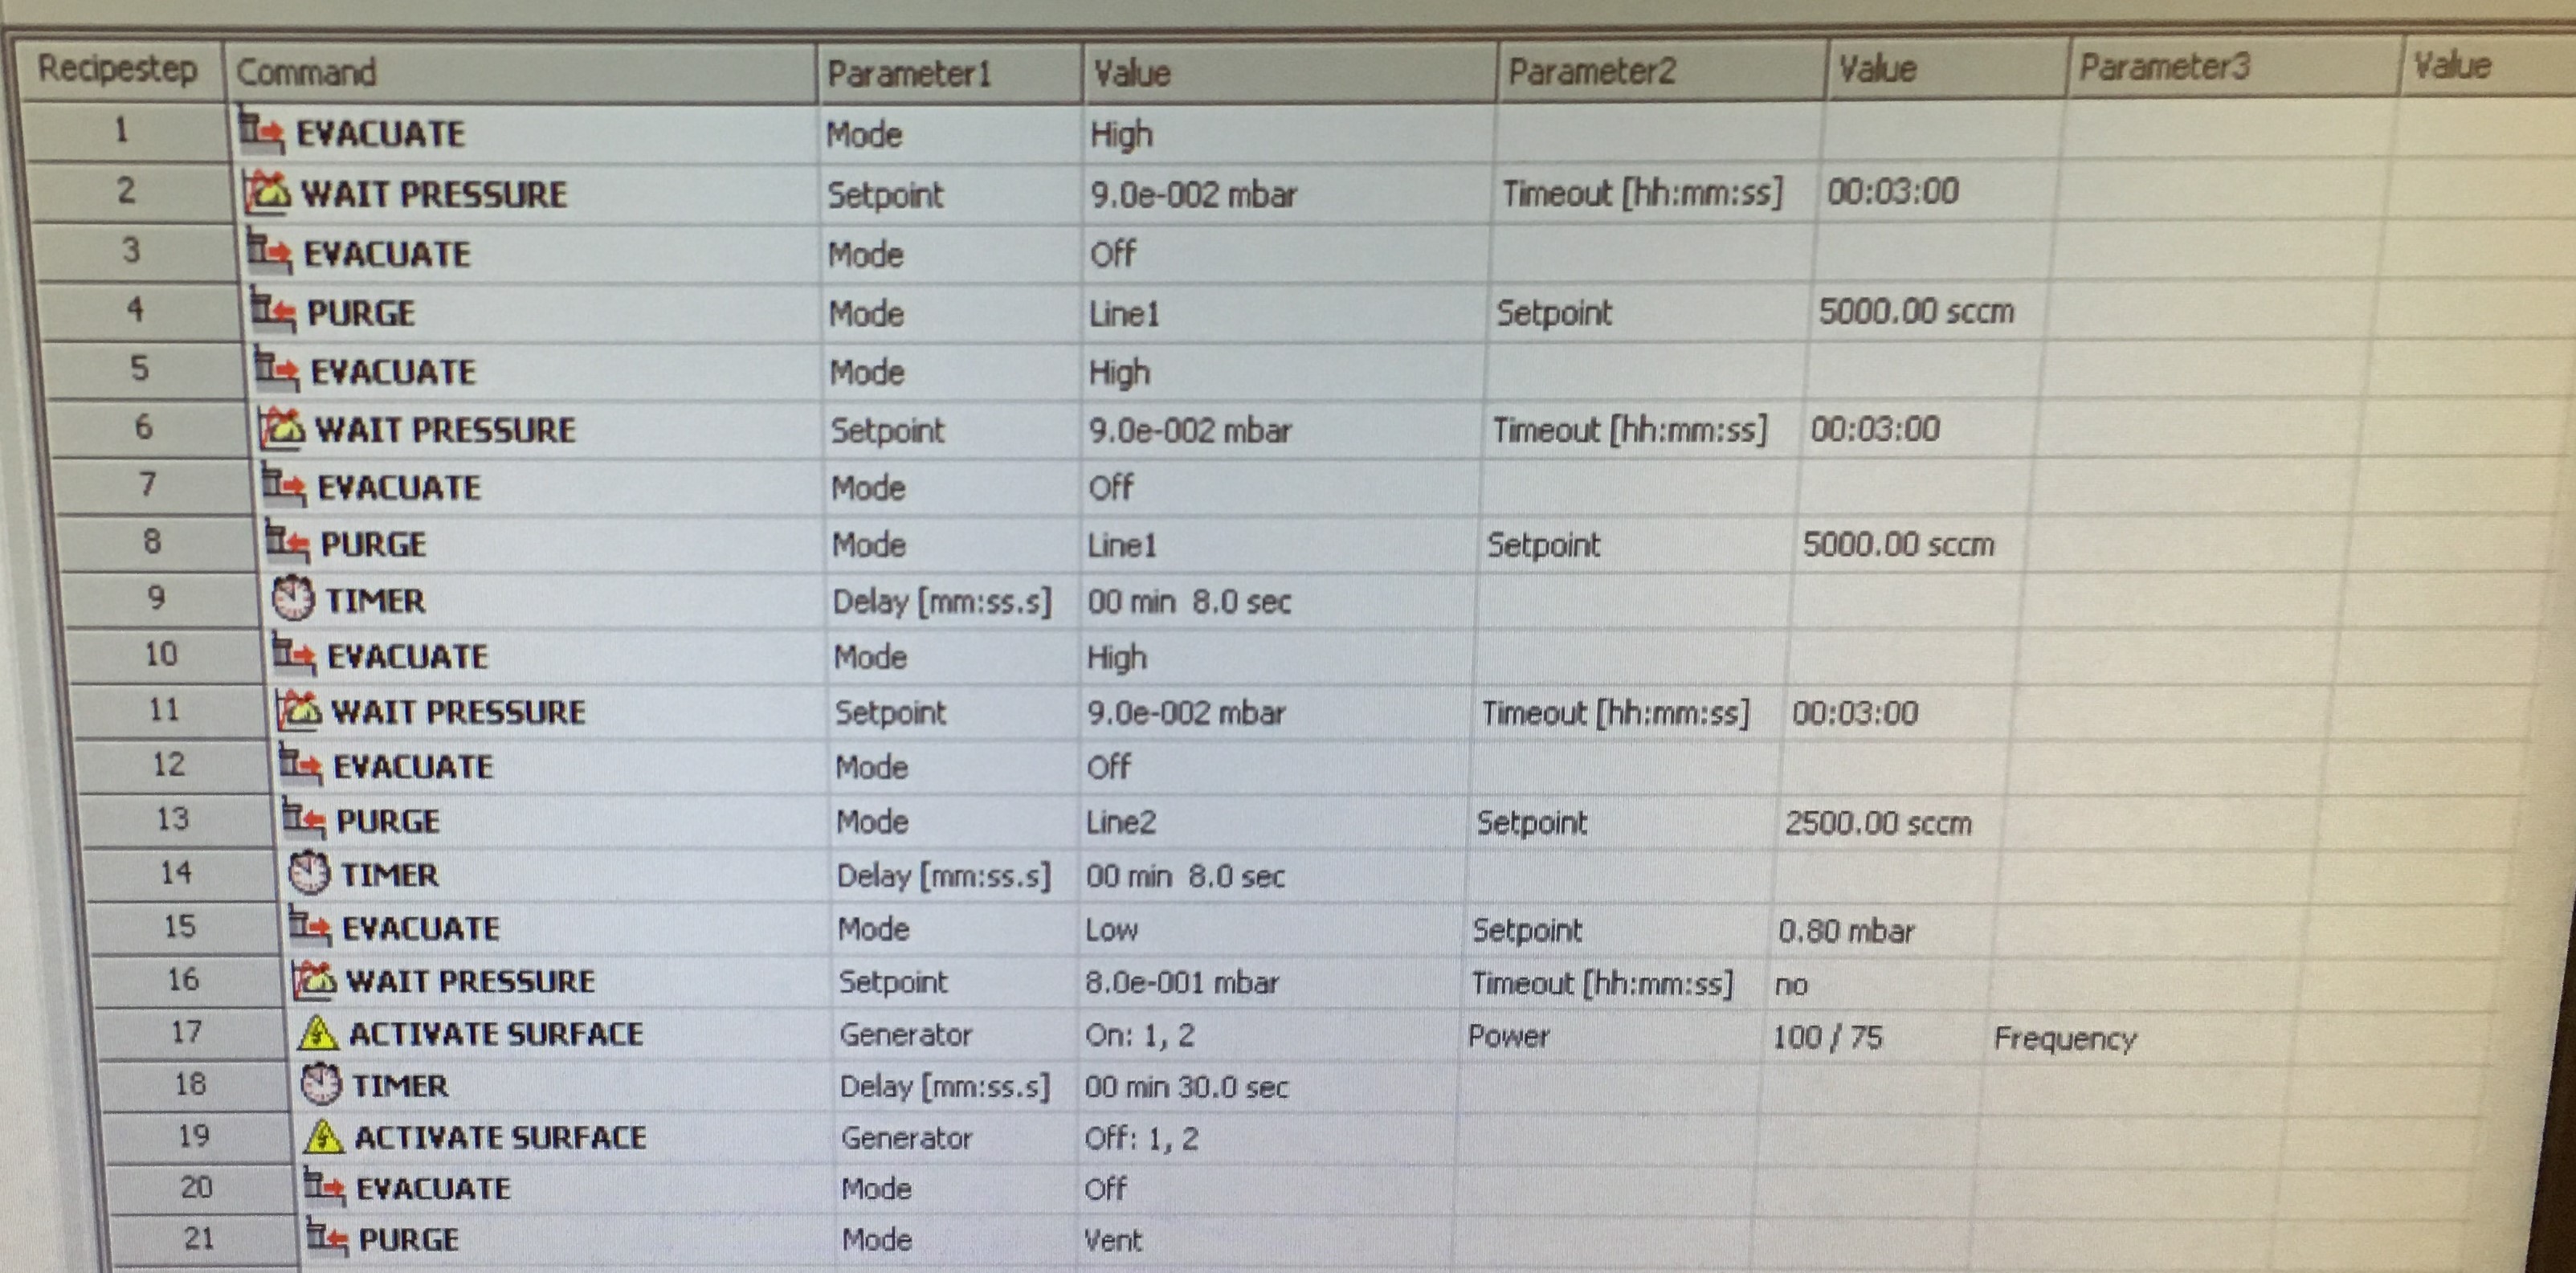 Recipestep Command Parameter1 Value Parameter2 Value Parameter3 Value
1 EVACUATE Mode High
2 WAIT PRESSURE Setpoint 9.0e-002 mbar Timeout [hh:mm:ss] 00:03:00
3 EVACUATE Mode Off
4 PURGE Mode Line1 Setpoint 5000.00 sccm
5 EVACUATE Mode High
6 WAIT PRESSURE Setpoint 9.0e-002 mbar Timeout [hh:mm:ss] 00:03:00
7 EVACUATE Mode Off
8 PURGE Mode Line1 Setpoint 5000.00 sccm
9 TIMER Delay [mm:ss.s] 00 min 8.0 sec
10 EVACUATE Mode High
11 WAIT PRESSURE Setpoint 9.0e-002 mbar Timeout [hh:mm:ss] 00:03:00
12 EVACUATE Mode Off
13 PURGE Mode Line2 Setpoint 2500.00 sccm
14 TIMER Delay [mm:ss.s] 00 min 8.0 sec
15 EVACUATE Mode Low Setpoint 0.80 mbar
16 WAIT PRESSURE Setpoint 8.0e-001 mbar Timeout [hh:mm:ss] no
17 ACTIVATE SURFACE Generator On: 1, 2 Power 100 / 75 Frequency
18 TIMER Delay [mm:ss.s] 00 min 30.0 sec
19 ACTIVATE SURFACE Generator Off: 1, 2
20 EVACUATE Mode Off
21 PURGE Mode Vent